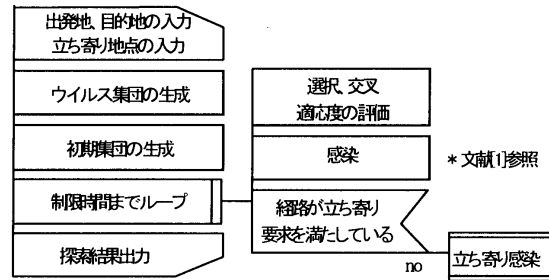 出発地、目的地の入力
立ち寄り地点の入力
ウイルス集団の生成
初期集団の生成
制限時間までループ
探索結果出力
選択、交叉
適応度の評価
感染
* 文献[1]参照
経路が立ち寄り
要求を満たしている
no
立ち寄り感染